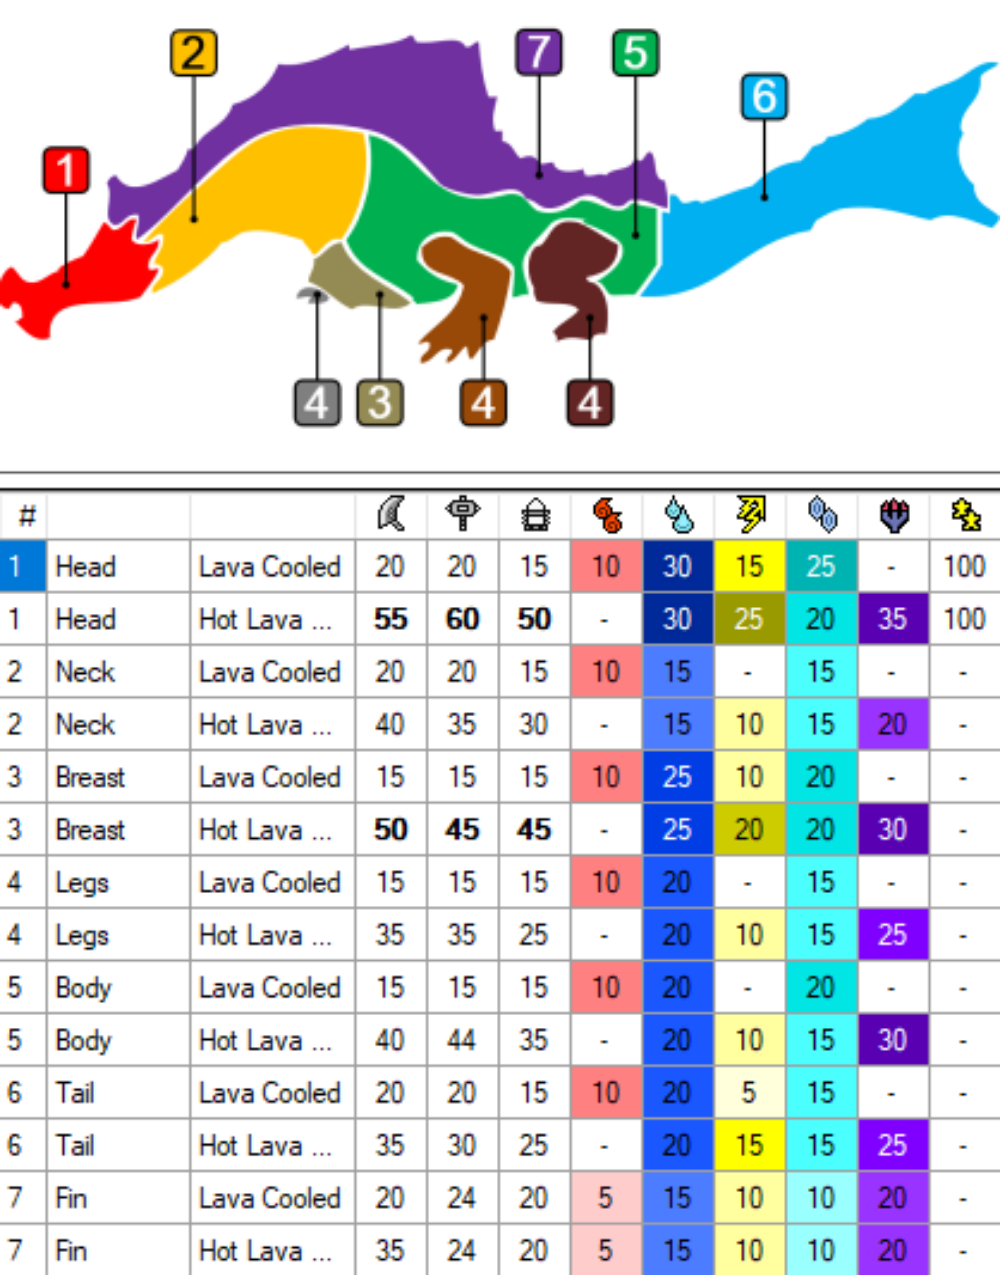 2
7
5
6
1
4
3
4
4
#
1 Head Lava Cooled 20 20 15 10 30 15 25 - 100
1 Head Hot Lava ... 55 60 50 - 30 25 20 35 100
2 Neck Lava Cooled 20 20 15 10 15 - 15 - -
2 Neck Hot Lava ... 40 35 30 - 15 10 15 20 -
3 Breast Lava Cooled 15 15 15 10 25 10 20 - -
3 Breast Hot Lava ... 50 45 45 - 25 20 20 30 -
4 Legs Lava Cooled 15 15 15 10 20 - 15 - -
4 Legs Hot Lava ... 35 35 25 - 20 10 15 25 -
5 Body Lava Cooled 15 15 15 10 20 - 20 - -
5 Body Hot Lava ... 40 44 35 - 20 10 15 30 -
6 Tail Lava Cooled 20 20 15 10 20 5 15 - -
6 Tail Hot Lava ... 35 30 25 - 20 15 15 25 -
7 Fin Lava Cooled 20 24 20 5 15 10 10 20 -
7 Fin Hot Lava ... 35 24 20 5 15 10 10 20 -